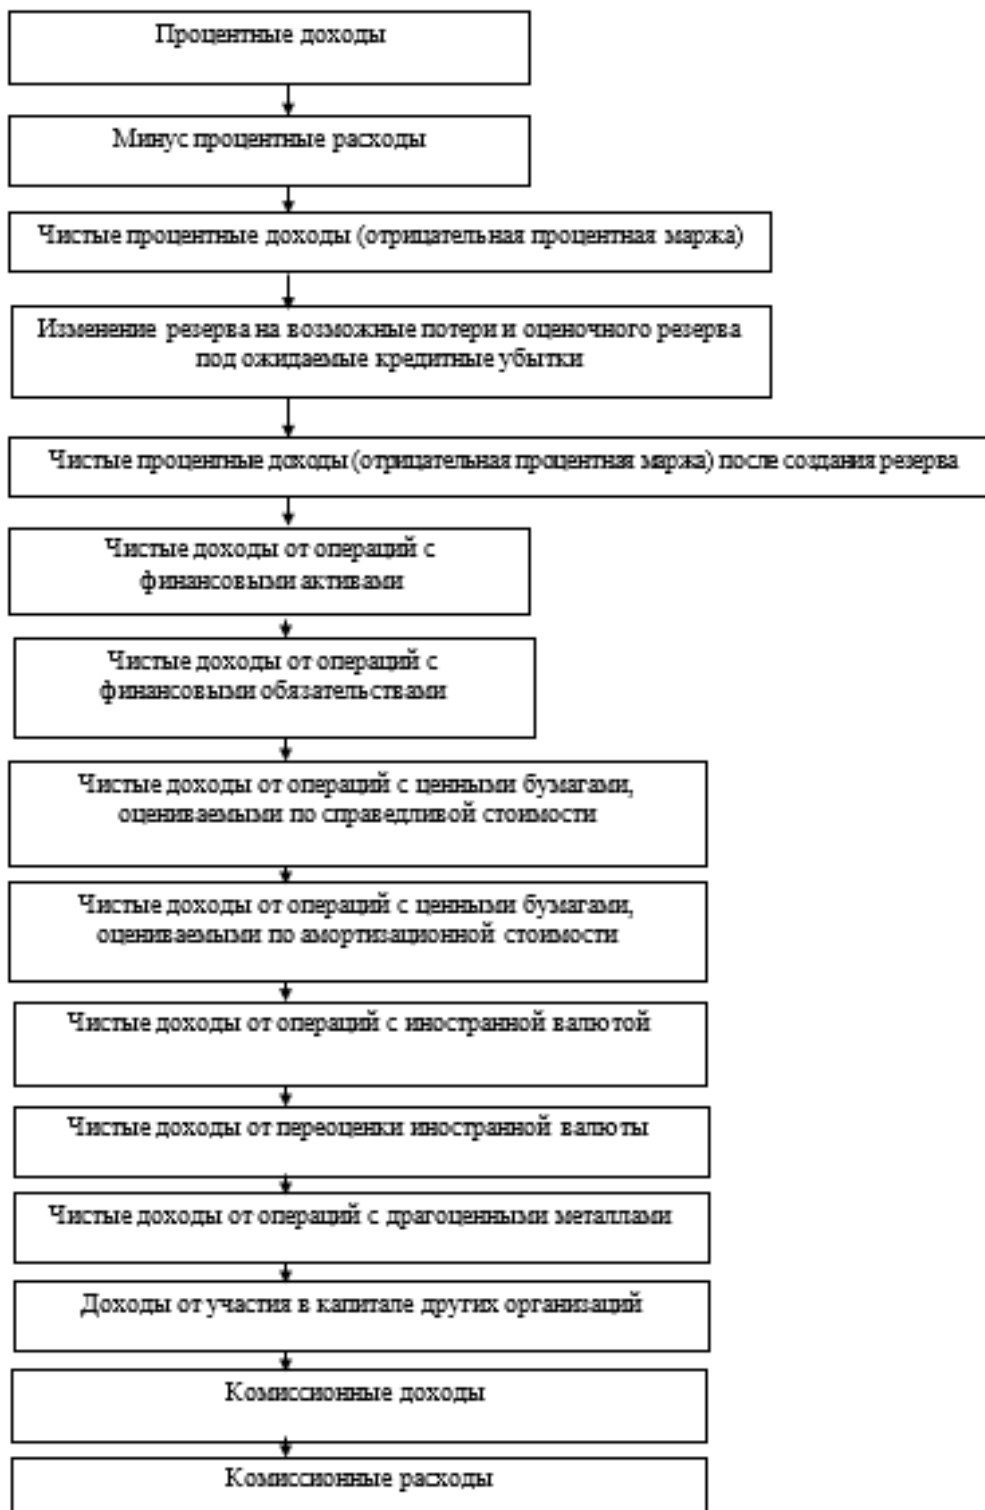 Процентные доходы
Минус процентные расходы
Чистые процентные доходы (отрицательная процентная маржа)
Изменение резерва на возможные потери и оценочного резерва
под ожидаемые кредитные убытки
Чистые процентные доходы (отрицательная процентная маржа) после создания резерва
Чистые доходы от операций с
финансовыми активами
Чистые доходы от операций с
финансовыми обязательствами
Чистые доходы от операций с ценными бумагами,
оцениваемыми по справедливой стоимости
Чистые доходы от операций с ценными бумагами,
оцениваемыми по амортизационной стоимости
Чистые доходы от операций с иностранной валютой
Чистые доходы от переоценки иностранной валюты
Чистые доходы от операций с драгоценными металлами
Доходы от участия в капитале других организаций
Комиссионные доходы
Комиссионные расходы